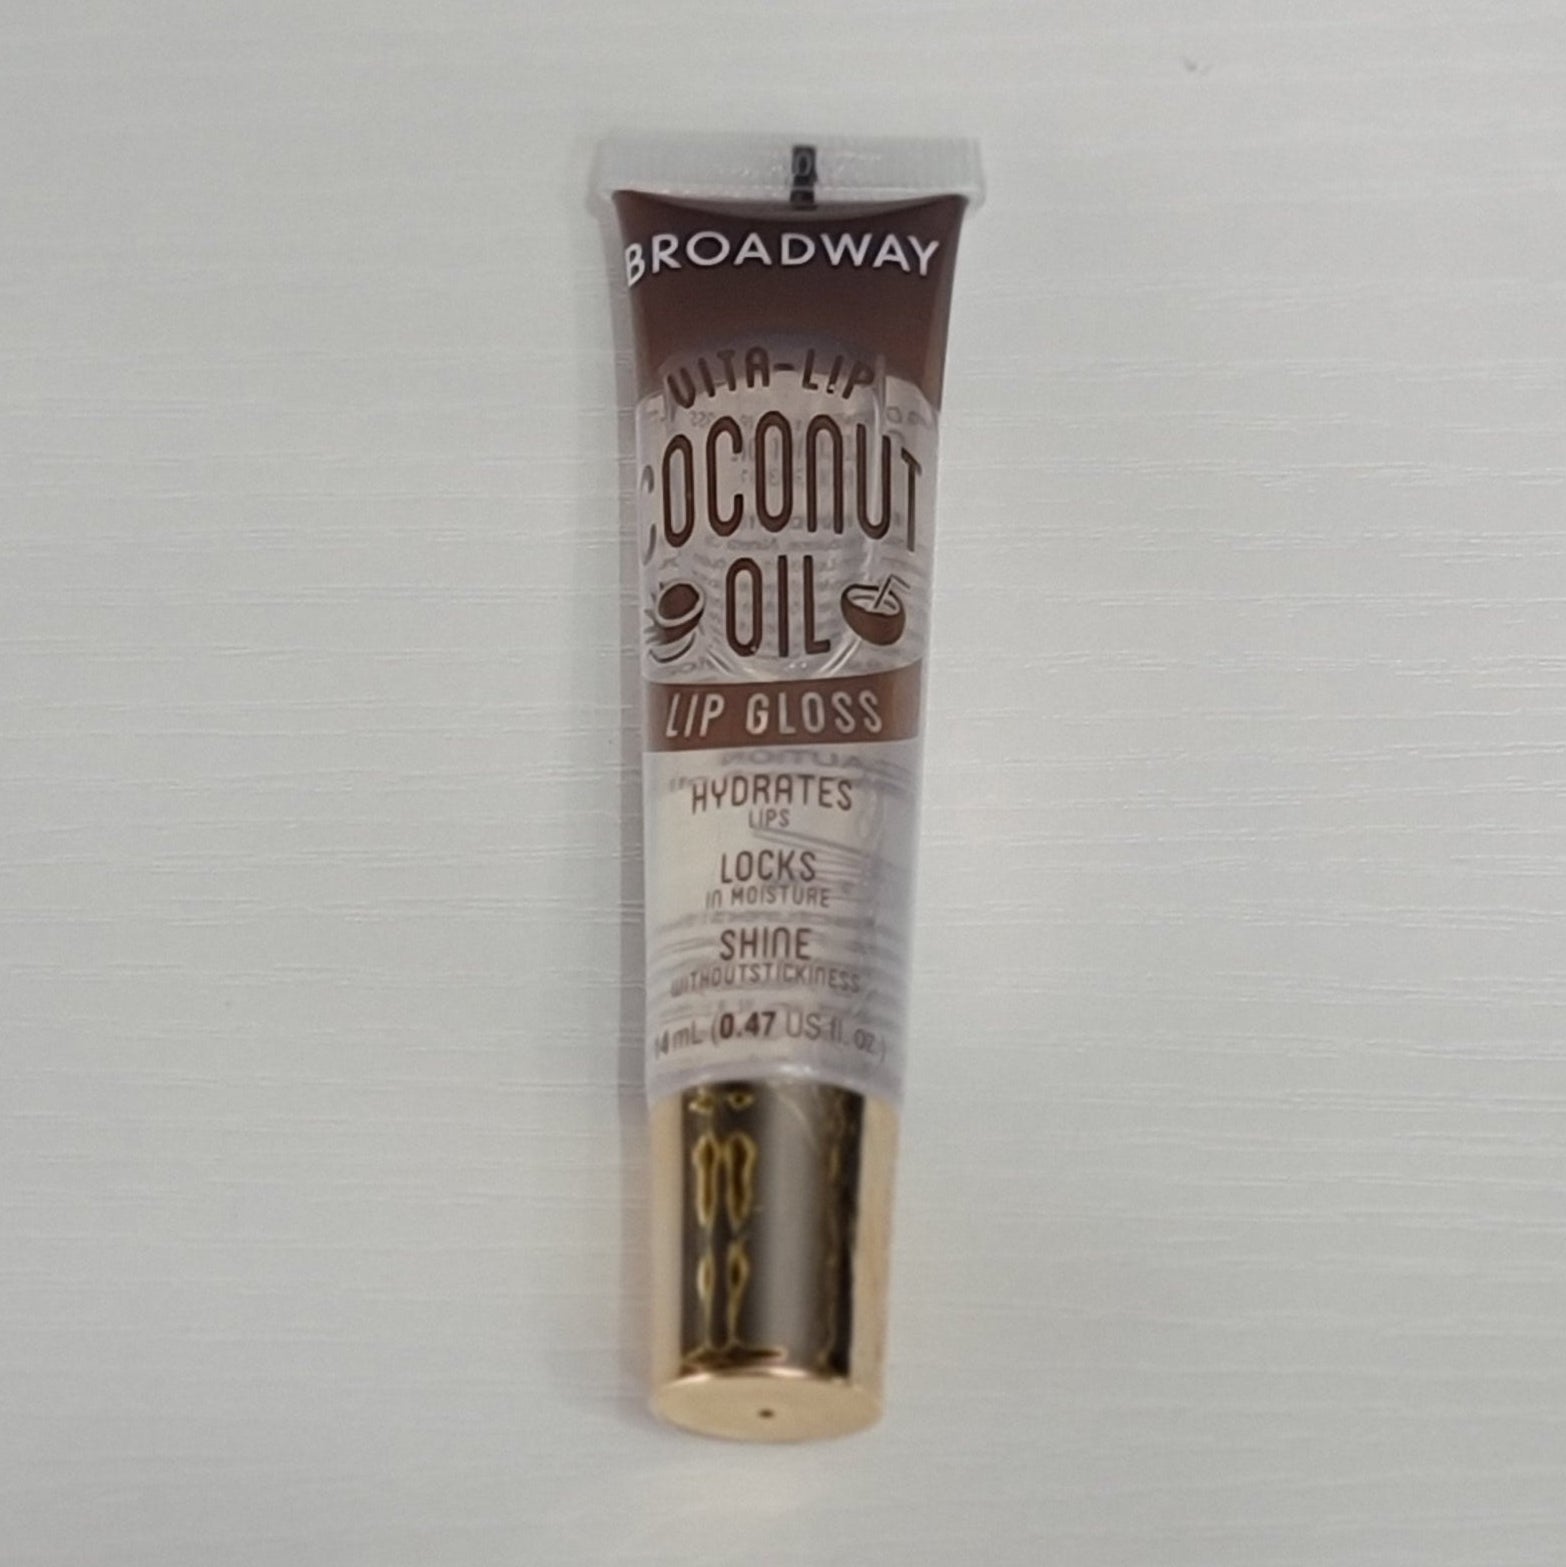 BROADWAY
VITA-LIP
COCONUT
OIL
LIP GLOSS
HYDRATES
LIPS
LOCKS
IN MOISTURE
SHINE
WITHOUTSTICKINESS
14 mL (0.47 US fl. oz.)